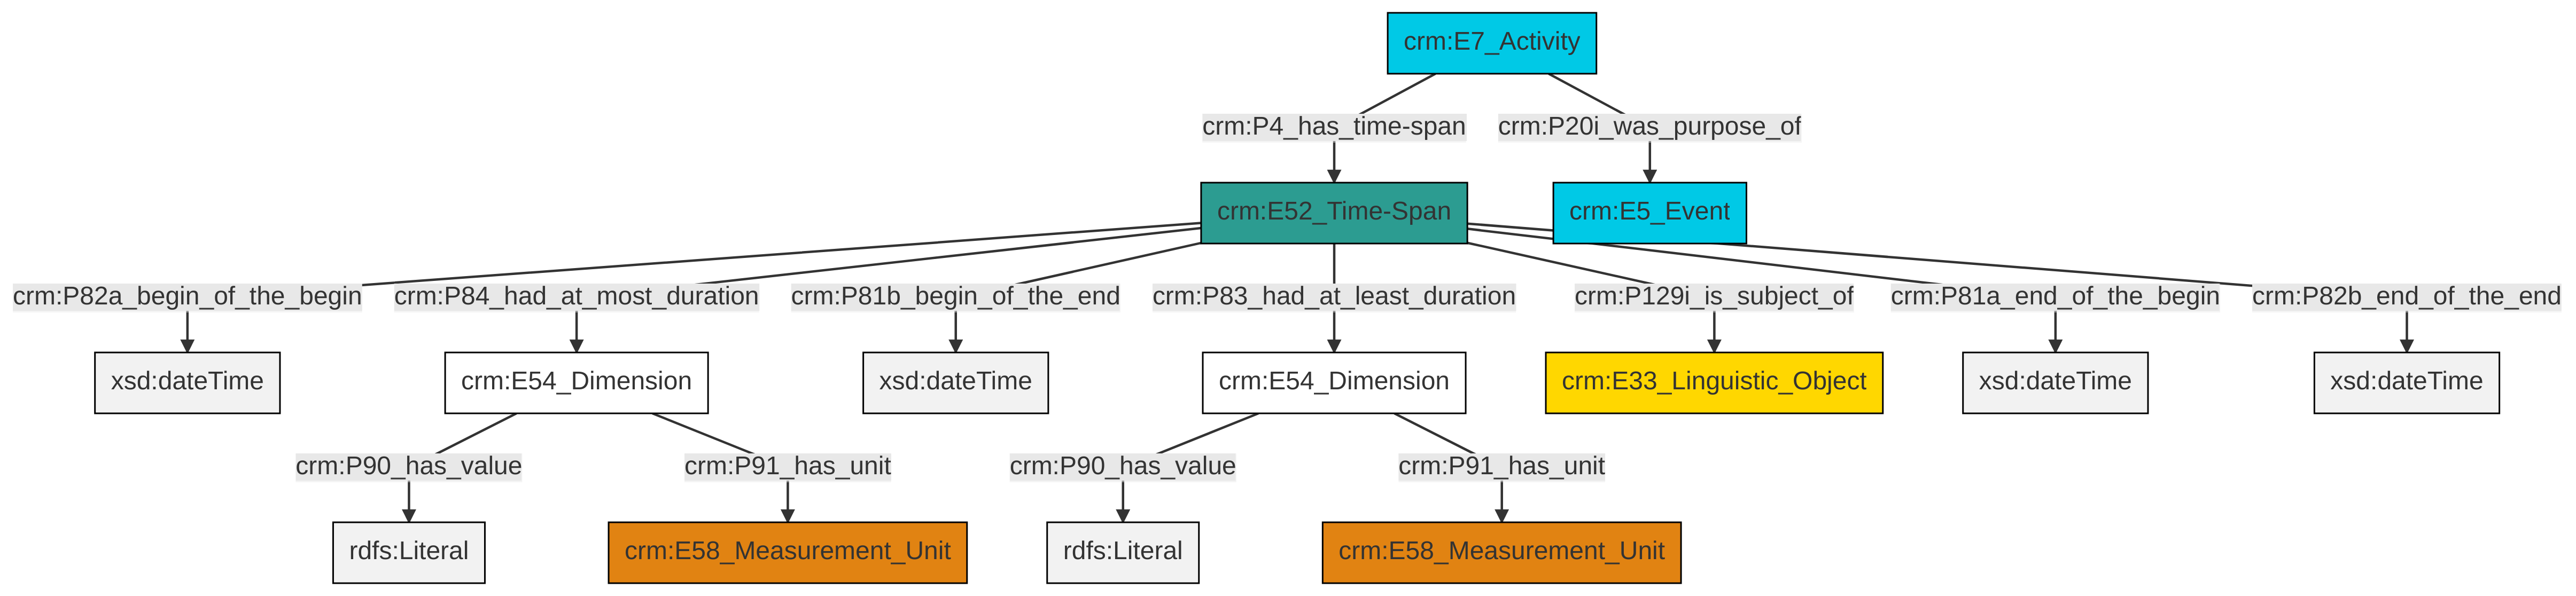 crm:E7_Activity
crm:P4_has_time-span
crm:P20i_was_purpose_of
crm:E52_Time-Span
crm:E5_Event
crm:P82a_begin_of_the_begin
crm:P84_had_at_most_duration
crm:P81b_begin_of_the_end
crm:P83_had_at_least_duration
crm:P129i_is_subject_of
crm:P81a_end_of_the_begin
crm:P82b_end_of_the_end
xsd:dateTime
crm:E54_Dimension
xsd:dateTime
crm:E54_Dimension
crm:E33_Linguistic_Object
xsd:dateTime
xsd:dateTime
crm:P90_has_value
crm:P91_has_unit
crm:P90_has_value
crm:P91_has_unit
rdfs:Literal
crm:E58_Measurement_Unit
rdfs:Literal
crm:E58_Measurement_Unit